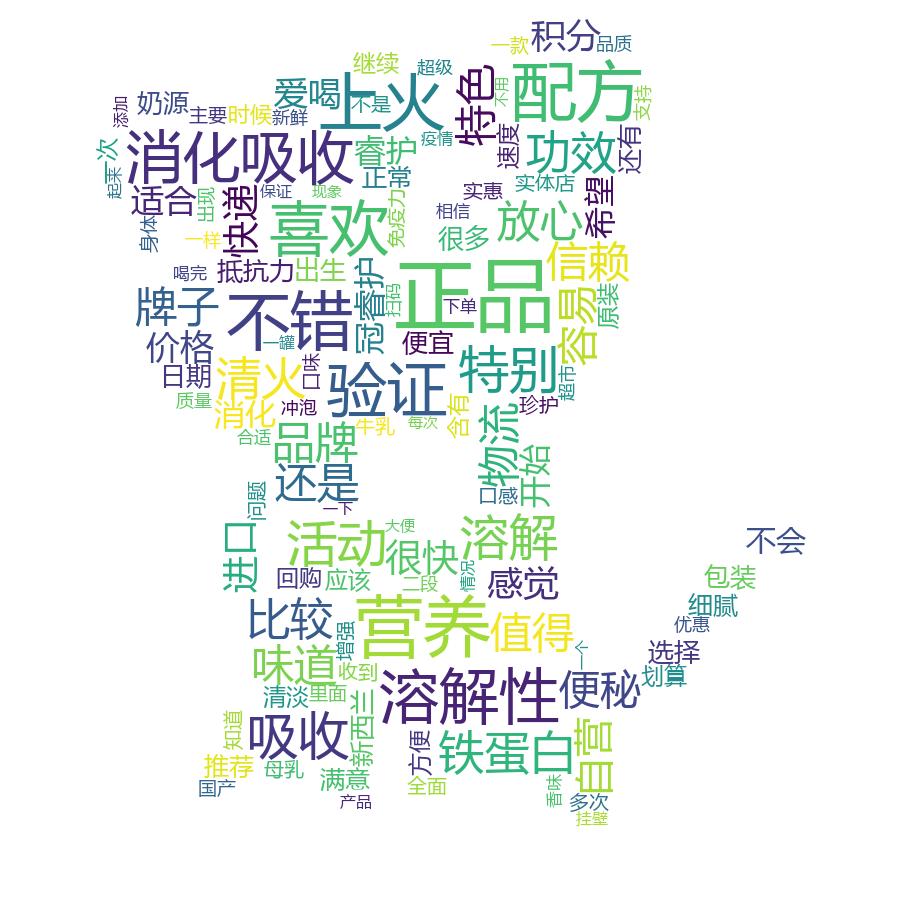 积分
一款
品质
继续
超级
配方
特色
不用
支持
爱喝
上火
不是
奶源
主要
时候
新鲜
添加
疫情
速度
功效
还有
一次
消化吸收
睿护
起来
适合
出现
快递
保证
现象
正常
免疫力
实惠
实体店
希望
身体
一样
喜欢
相信
很多
放心
喝完
抵抗力
出生
冠睿护
扫码
正品
下单
信赖
容易
原装
牌子
不错
一罐
价格
便宜
日期
清火
口味
验证
特别
超市
质量
消化
冲泡
牛乳
每次
含有
珍护
合适
品牌
物流
开始
还是
口感
问题
一下
进口
活动
大便
很快
溶解
不会
回购
应该
二段
情况
感觉
包装
细腻
优惠
比较
增强
营养
值得
一个
选择
味道
收到
划算
清淡
里面
新西兰
溶解性
便秘
知道
吸收
方便
铁蛋白
自营
推荐
母乳
满意
全面
香味
国产
产品
多次
挂壁